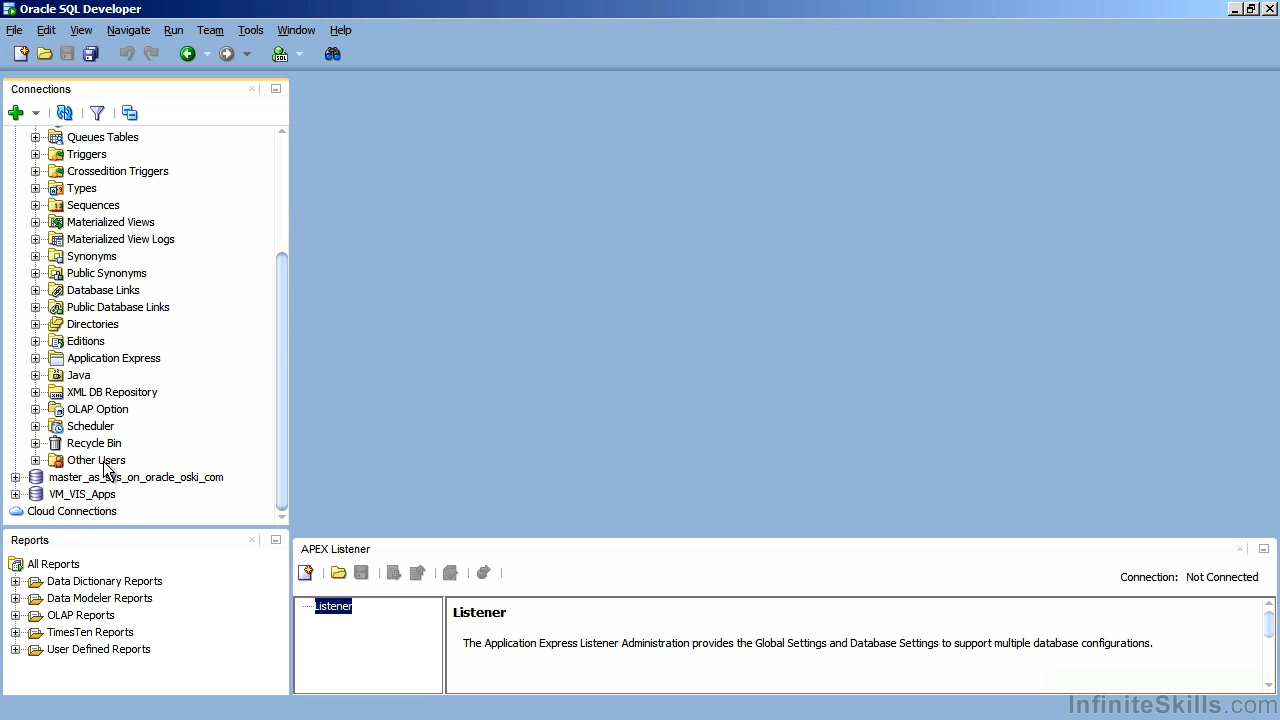 Oracle SQL Developer
File Edit View Navigate Run Team Tools Window Help
Connections
Queues Tables
Triggers
Crossedition Triggers
Types
Sequences
Materialized Views
Materialized View Logs
Synonyms
Public Synonyms
Database Links
Public Database Links
Directories
Editions
Application Express
Java
XML DB Repository
OLAP Option
Scheduler
Recycle Bin
Other Users
master_as_sys_on_oracle_oski_com
VM_VIS_Apps
Cloud Connections
Reports
All Reports
Data Dictionary Reports
Data Modeler Reports
OLAP Reports
TimesTen Reports
User Defined Reports
APEX Listener
Connection: Not Connected
Listener
Listener
The Application Express Listener Administration provides the Global Settings and Database Settings to support multiple database configurations.
InfiniteSkills.com